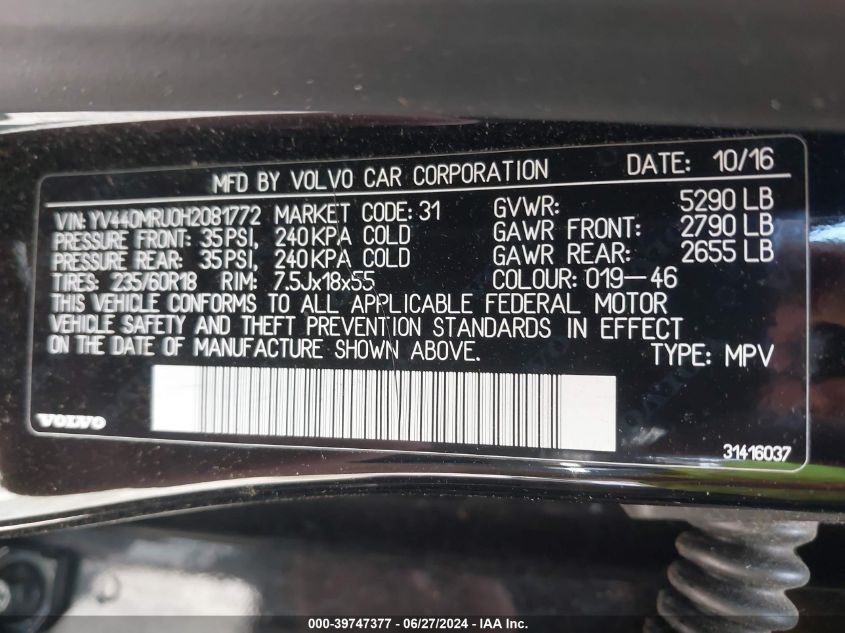 MFD BY VOLVO CAR CORPORATION DATE: 10/16
VIN: YV440MRU0H2081772 MARKET CODE: 31 GVWR: 5290 LB
PRESSURE FRONT: 35PSI, 240KPA COLD GAWR FRONT: 2790 LB
PRESSURE REAR: 35PSI, 240KPA COLD GAWR REAR: 2655 LB
TIRES: 235/60R18 RIM: 7.5Jx18x55 COLOUR: 019-46
THIS VEHICLE CONFORMS TO ALL APPLICABLE FEDERAL MOTOR
VEHICLE SAFETY AND THEFT PREVENTION STANDARDS IN EFFECT
ON THE DATE OF MANUFACTURE SHOWN ABOVE. TYPE: MPV
VOLVO
31416037
000-39747377 - 06/27/2024 - IAA Inc.